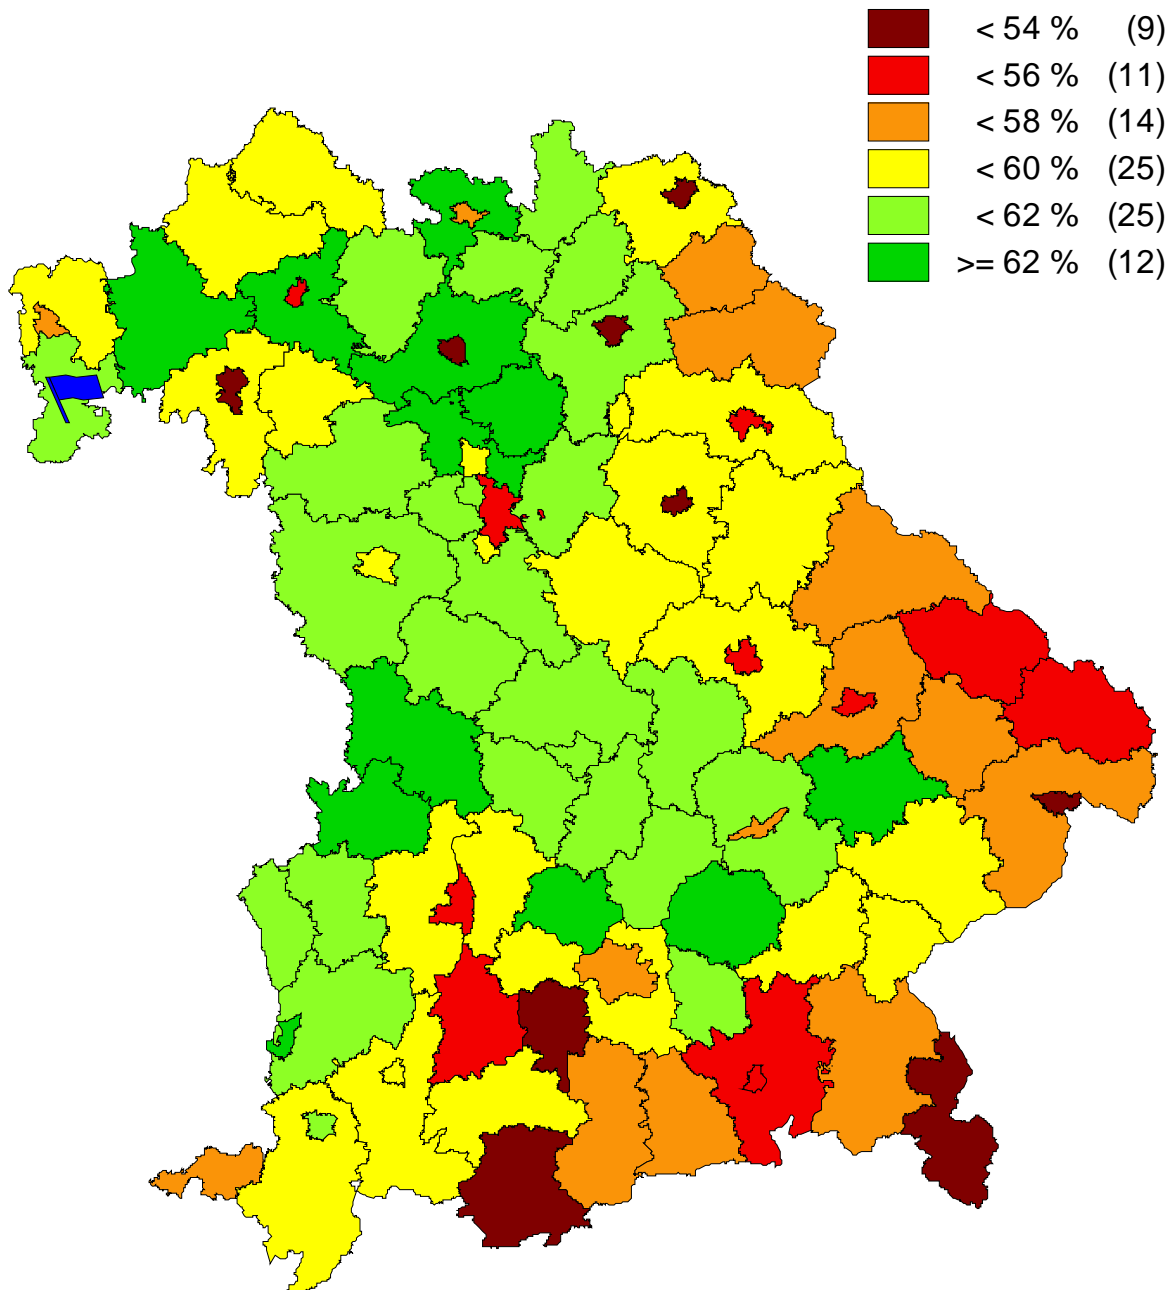 < 54 % (9)
< 56 % (11)
< 58 % (14)
< 60 % (25)
< 62 % (25)
>= 62 % (12)